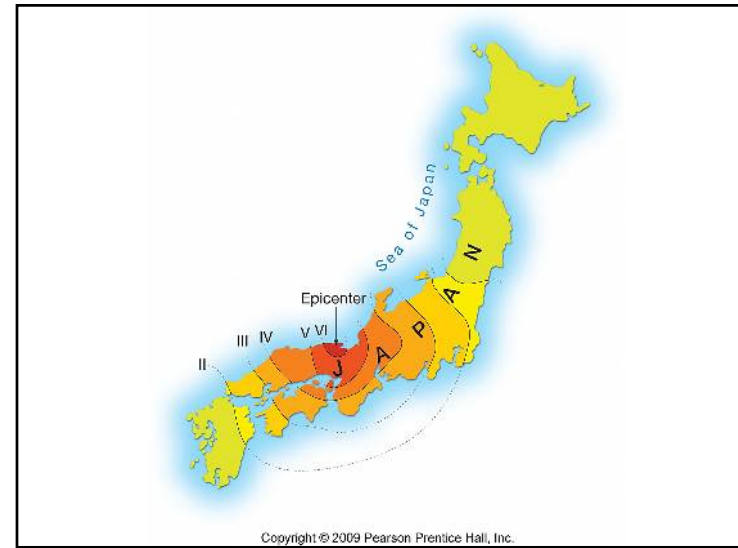 Sea of Japan
Epicenter
II III IV V VI
J A P A N
Copyright © 2009 Pearson Prentice Hall, Inc.